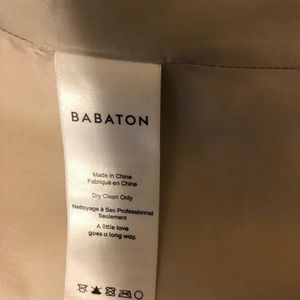 BABATON
Made in China
Fabriqué en Chine
Dry Clean Only
Nettoyage à Sec Professionnel
Seulement
A little love
goes a long way.